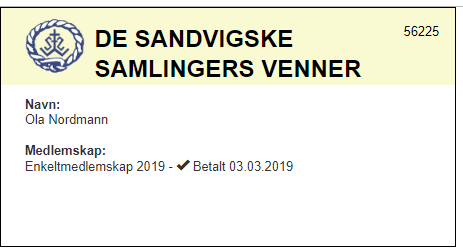 DE SANDVIGSKE
SAMLINGERS VENNER
56225
Navn:
Ola Nordmann
Medlemskap:
Enkeltmedlemskap 2019 - ✔ Betalt 03.03.2019